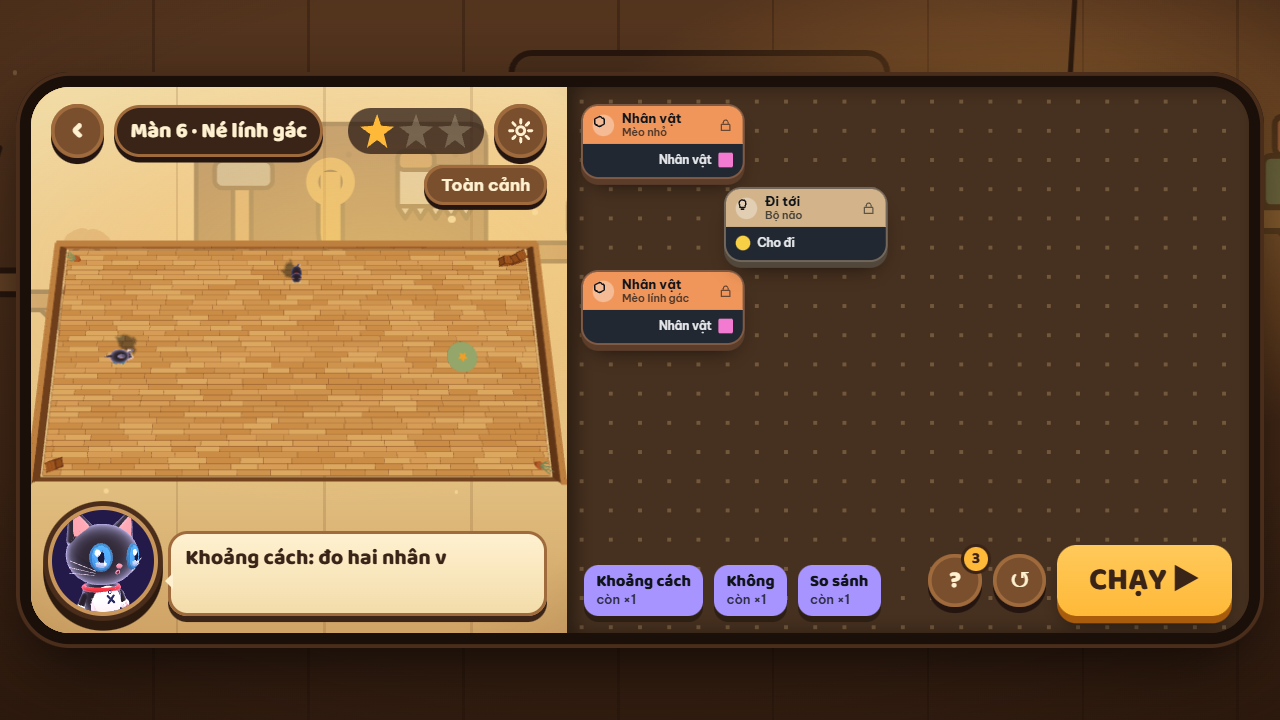 Màn 6 · Né lính gác
Toàn cảnh
Khoảng cách: đo hai nhân v
Nhân vật
Mèo nhỏ
Nhân vật
Đi tới
Bộ não
Cho đi
Nhân vật
Mèo lính gác
Nhân vật
Khoảng cách
còn ×1
Không
còn ×1
So sánh
còn ×1
?
3
CHẠY